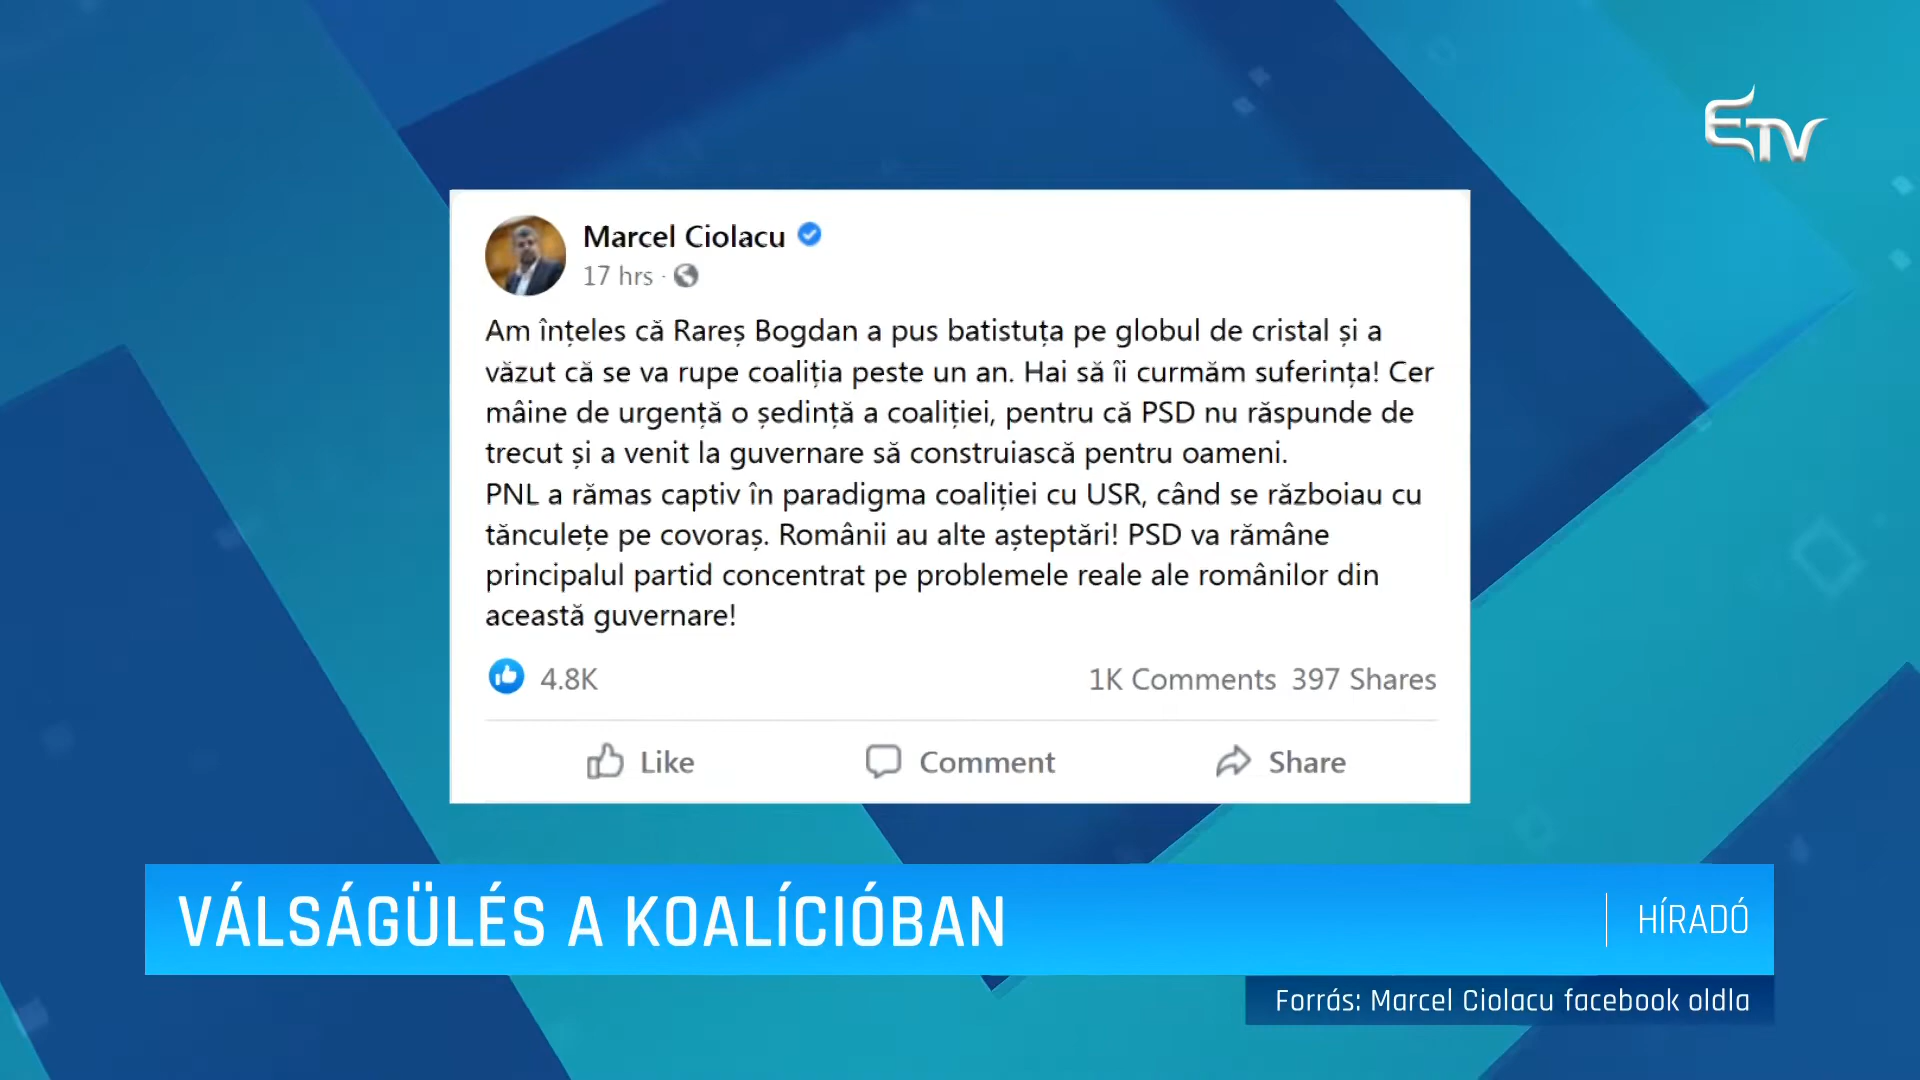 ETV
Marcel Ciolacu
17 hrs ·
Am înțeles că Rareș Bogdan a pus batistuța pe globul de cristal și a
văzut că se va rupe coaliția peste un an. Hai să îi curmăm suferința! Cer
mâine de urgență o ședință a coaliției, pentru că PSD nu răspunde de
trecut și a venit la guvernare să construiască pentru oameni.
PNL a rămas captiv în paradigma coaliției cu USR, când se războiau cu
tănculețe pe covoraș. Românii au alte așteptări! PSD va rămâne
principalul partid concentrat pe problemele reale ale românilor din
această guvernare!
4.8K
1K Comments 397 Shares
Like Comment Share
VÁLSÁGÜLÉS A KOALÍCIÓBAN
HÍRADÓ
Forrás: Marcel Ciolacu facebook oldla